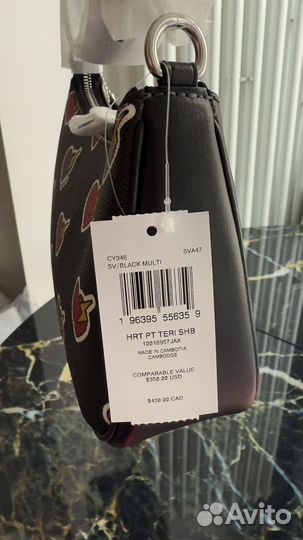 CY346
SV/BLACK MULTI SVA47
1 96395 55635 9
HRT PT TERI SHB
10016957JAX
MADE IN CAMBODIA
CAMBODGE
COMPARABLE VALUE
$350.00 USD
$430.00 CAD
Avito